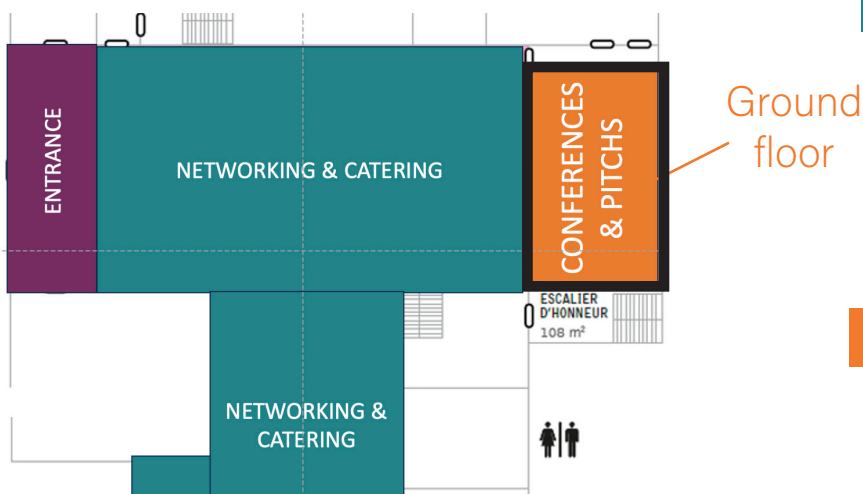 ENTRANCE
NETWORKING & CATERING
CONFERENCES
& PITCHS
Ground
floor
ESCALIER
D'HONNEUR
108 m²
NETWORKING &
CATERING